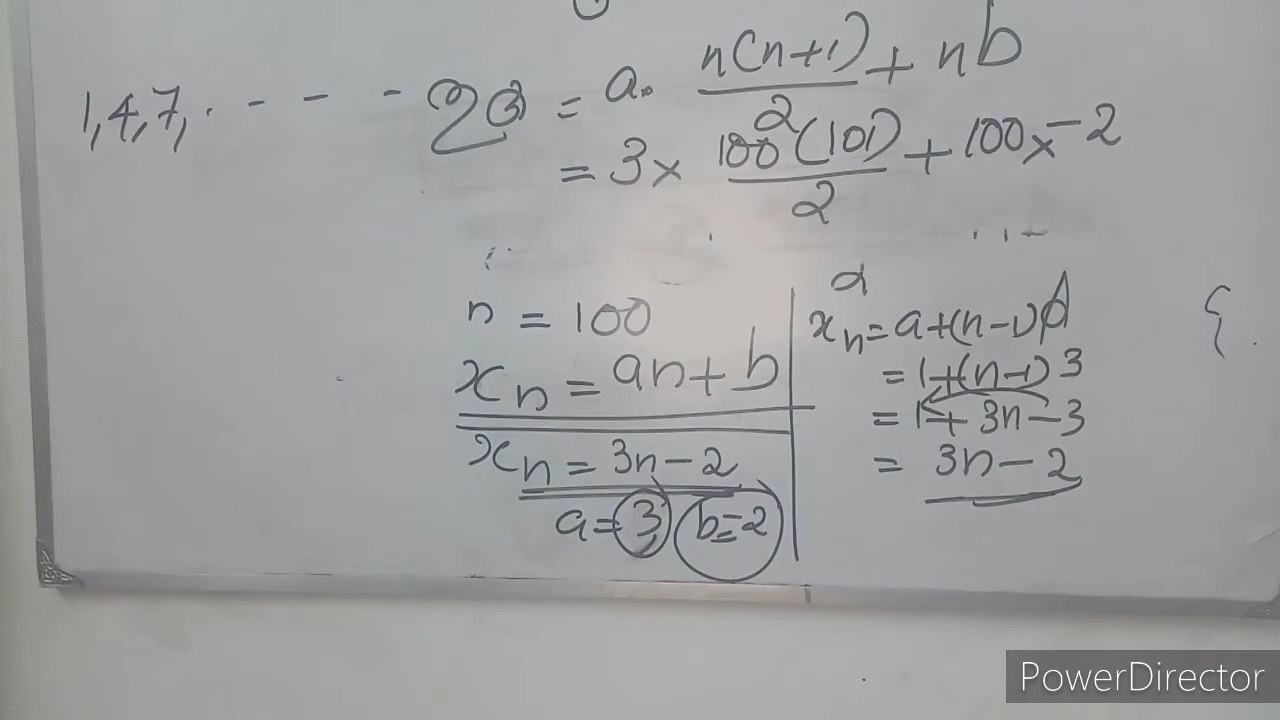 1,4,7,. - - - തുക = a. n(n+1)/2 + nb
= 3 x 100(101)/2 + 100x-2
n = 100
xn = an+b
xn = 3n-2
a=3 b=-2
d
xn = a+(n-1)d
= 1+(n-1)3
= 1+3n-3
= 3n-2
PowerDirector